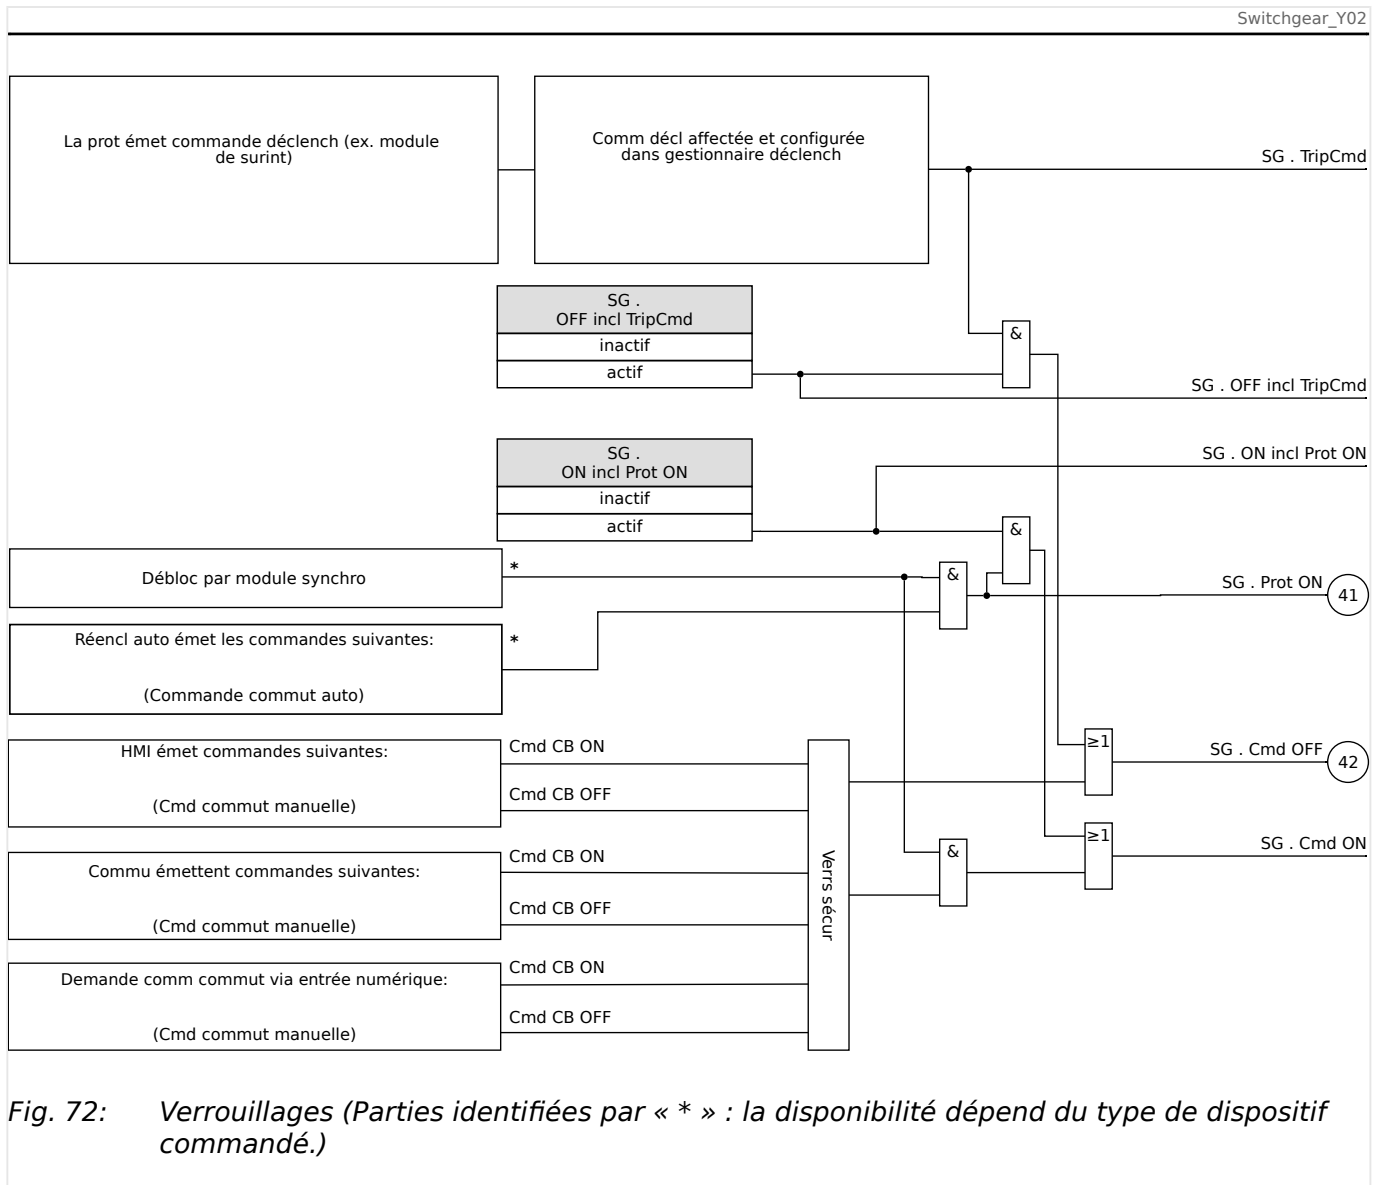 Switchgear_Y02
La prot émet commande déclench (ex. module
de surint)
Comm décl affectée et configurée
dans gestionnaire déclench
SG . TripCmd
SG .
OFF incl TripCmd
inactif
actif
&
SG . OFF incl TripCmd
SG .
ON incl Prot ON
inactif
actif
SG . ON incl Prot ON
&
Débloc par module synchro
*
&
SG . Prot ON
41
Réencl auto émet les commandes suivantes:
*
(Commande commut auto)
HMI émet commandes suivantes:
(Cmd commut manuelle)
Cmd CB ON
Cmd CB OFF
≥1
SG . Cmd OFF
42
Commu émettent commandes suivantes:
(Cmd commut manuelle)
Cmd CB ON
Cmd CB OFF
Verrs sécur
&
≥1
SG . Cmd ON
Demande comm commut via entrée numérique:
(Cmd commut manuelle)
Cmd CB ON
Cmd CB OFF
Fig. 72: Verrouillages (Parties identifiées par « * » : la disponibilité dépend du type de dispositif
commandé.)